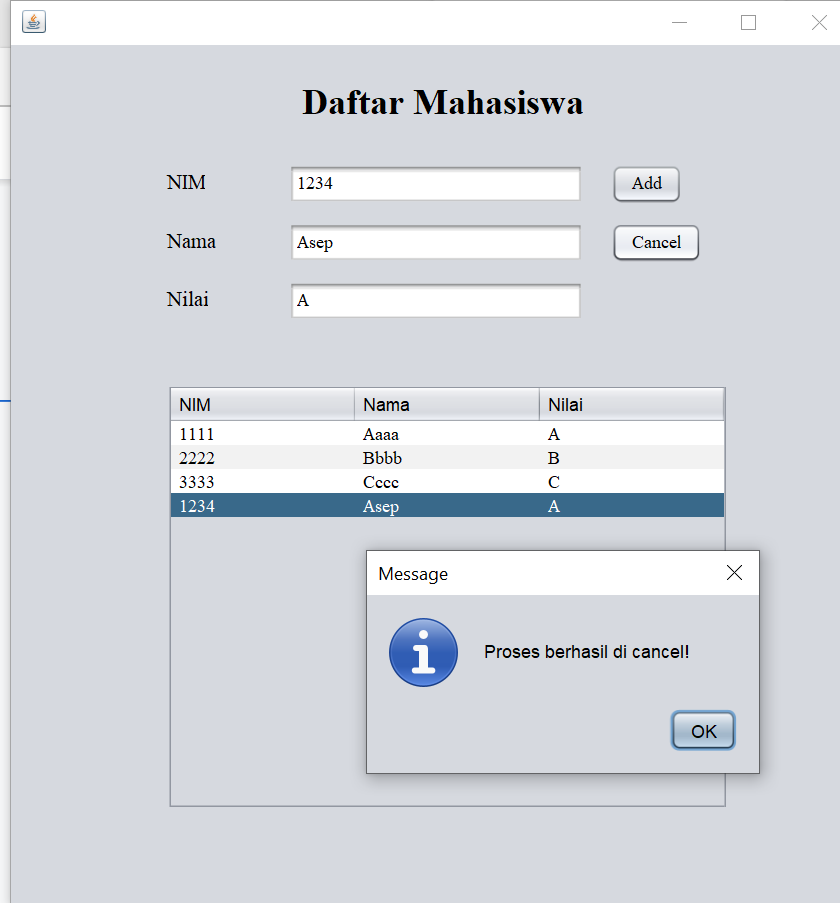 Daftar Mahasiswa
NIM 1234 Add
Nama Asep Cancel
Nilai A
NIM Nama Nilai
1111 Aaaa A
2222 Bbbb B
3333 Cccc C
1234 Asep A
Message
Proses berhasil di cancel!
OK